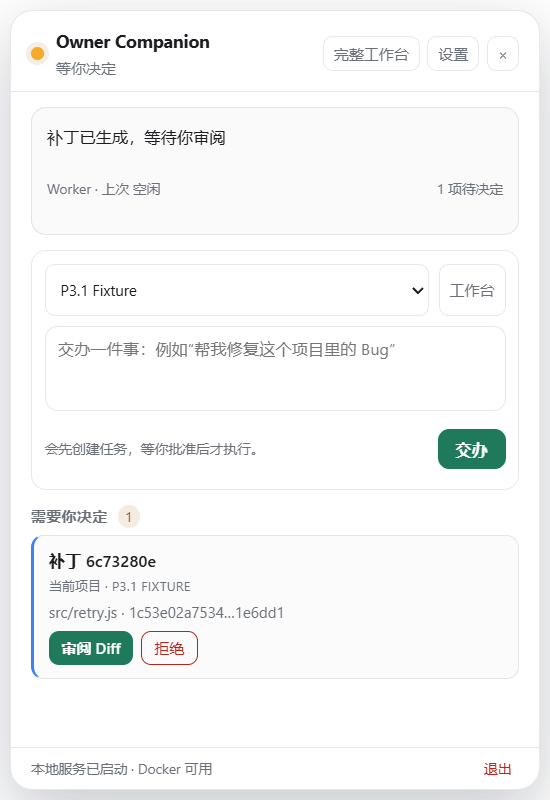 Owner Companion
等你决定
完整工作台
设置
×
补丁已生成，等待你审阅
Worker · 上次 空闲
1 项待决定
P3.1 Fixture
工作台
交办一件事：例如“帮我修复这个项目里的 Bug”
会先创建任务，等你批准后才执行。
交办
需要你决定 1
补丁 6c73280e
当前项目 · P3.1 FIXTURE
src/retry.js · 1c53e02a7534…1e6dd1
审阅 Diff
拒绝
本地服务已启动 · Docker 可用
退出